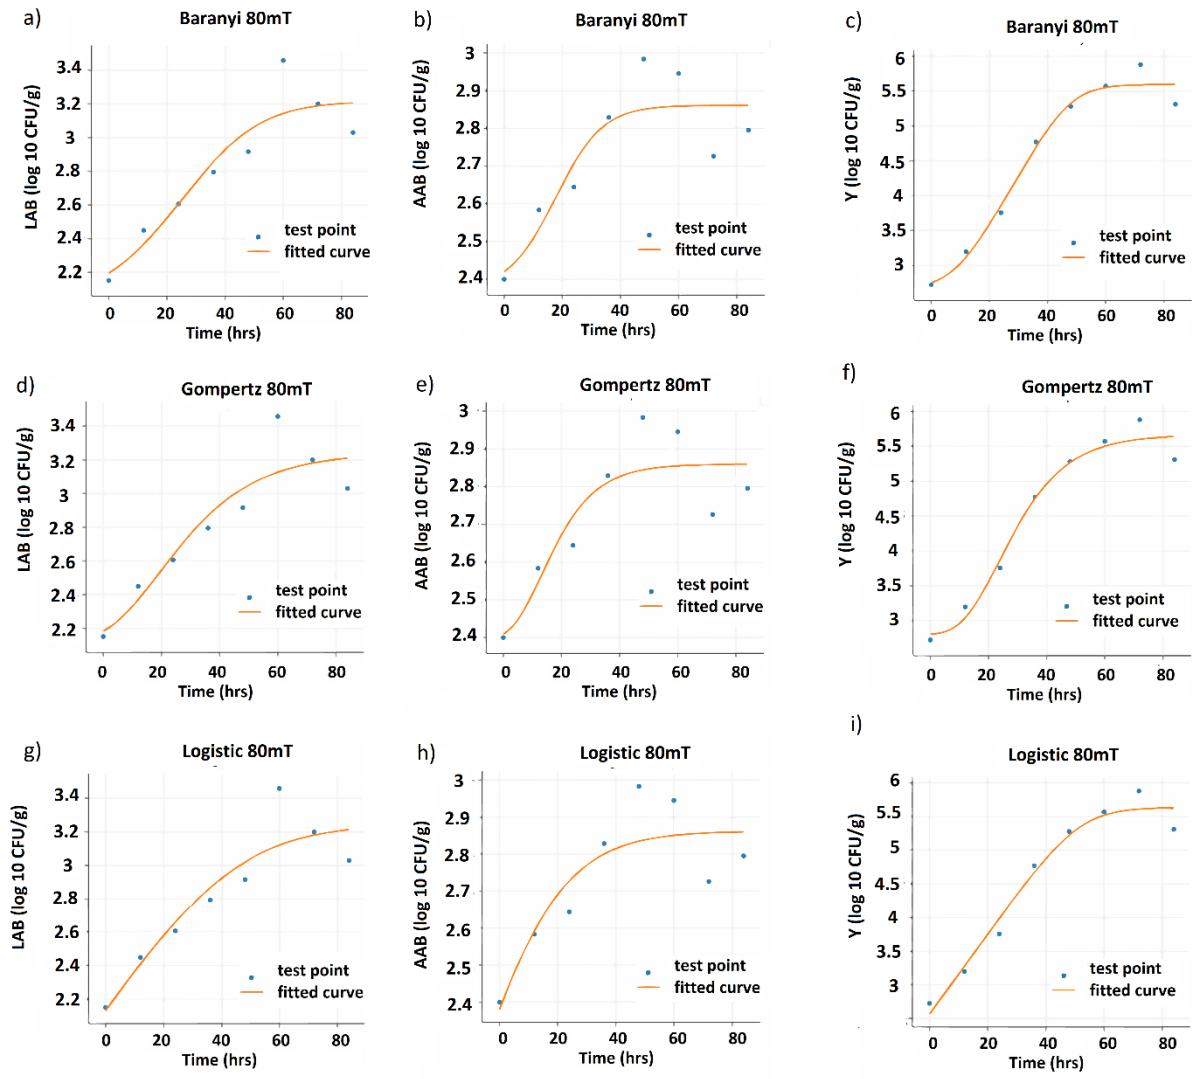 a)
Baranyi 80mT
LAB (log 10 CFU/g)
3.4
3.2
3
2.8
2.6
2.4
2.2
test point
fitted curve
0 20 40 60 80
Time (hrs)
b)
Baranyi 80mT
AAB (log 10 CFU/g)
3
2.9
2.8
2.7
2.6
2.5
2.4
test point
fitted curve
0 20 40 60 80
Time (hrs)
c)
Baranyi 80mT
Y (log 10 CFU/g)
6
5.5
5
4.5
4
3.5
3
test point
fitted curve
0 20 40 60 80
Time (hrs)
d)
Gompertz 80mT
LAB (log 10 CFU/g)
3.4
3.2
3
2.8
2.6
2.4
2.2
test point
fitted curve
0 20 40 60 80
Time (hrs)
e)
Gompertz 80mT
AAB (log 10 CFU/g)
3
2.9
2.8
2.7
2.6
2.5
2.4
test point
fitted curve
0 20 40 60 80
Time (hrs)
f)
Gompertz 80mT
Y (log 10 CFU/g)
6
5.5
5
4.5
4
3.5
3
test point
fitted curve
0 20 40 60 80
Time (hrs)
g)
Logistic 80mT
LAB (log 10 CFU/g)
3.4
3.2
3
2.8
2.6
2.4
2.2
test point
fitted curve
0 20 40 60 80
Time (hrs)
h)
Logistic 80mT
AAB (log 10 CFU/g)
3
2.9
2.8
2.7
2.6
2.5
2.4
test point
fitted curve
0 20 40 60 80
Time (hrs)
i)
Logistic 80mT
Y (log 10 CFU/g)
6
5.5
5
4.5
4
3.5
3
test point
fitted curve
0 20 40 60 80
Time (hrs)